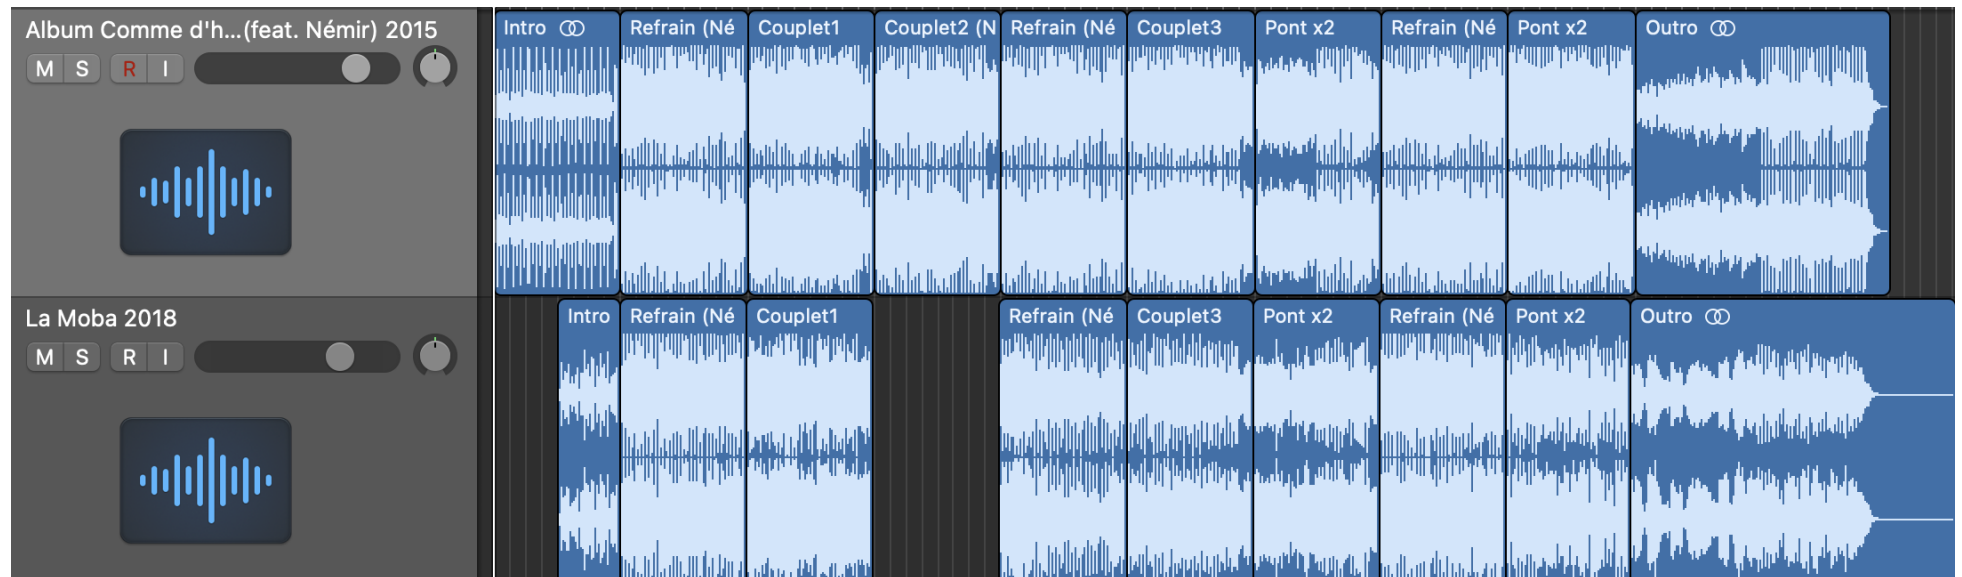 Album Comme d'h...(feat. Némir) 2015
M S R I
Intro Refrain (Né Couplet1 Couplet2 (N Refrain (Né Couplet3 Pont x2 Refrain (Né Pont x2 Outro
La Moba 2018
M S R I
Intro Refrain (Né Couplet1 Refrain (Né Couplet3 Pont x2 Refrain (Né Pont x2 Outro